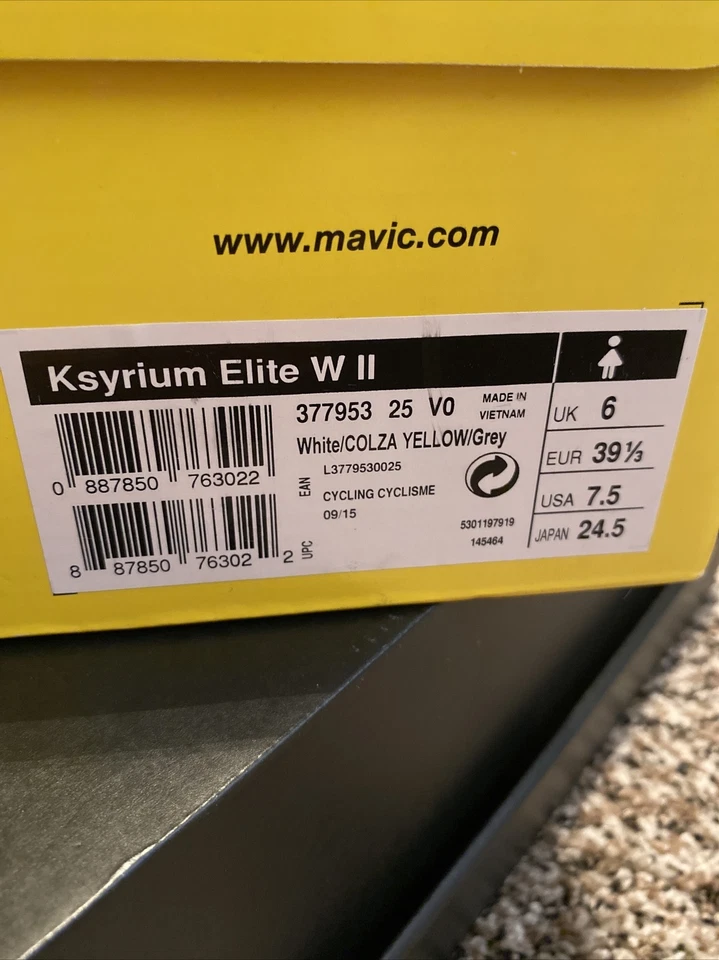 www.mavic.com
Ksyrium Elite W II
377953 25 V0
MADE IN
VIETNAM
White/COLZA YELLOW/Grey
L3779530025
CYCLING CYCLISME
09/15
EAN
UPC
0 887850 763022
8 87850 76302 2
5301197919
145464
UK 6
EUR 39⅓
USA 7.5
JAPAN 24.5